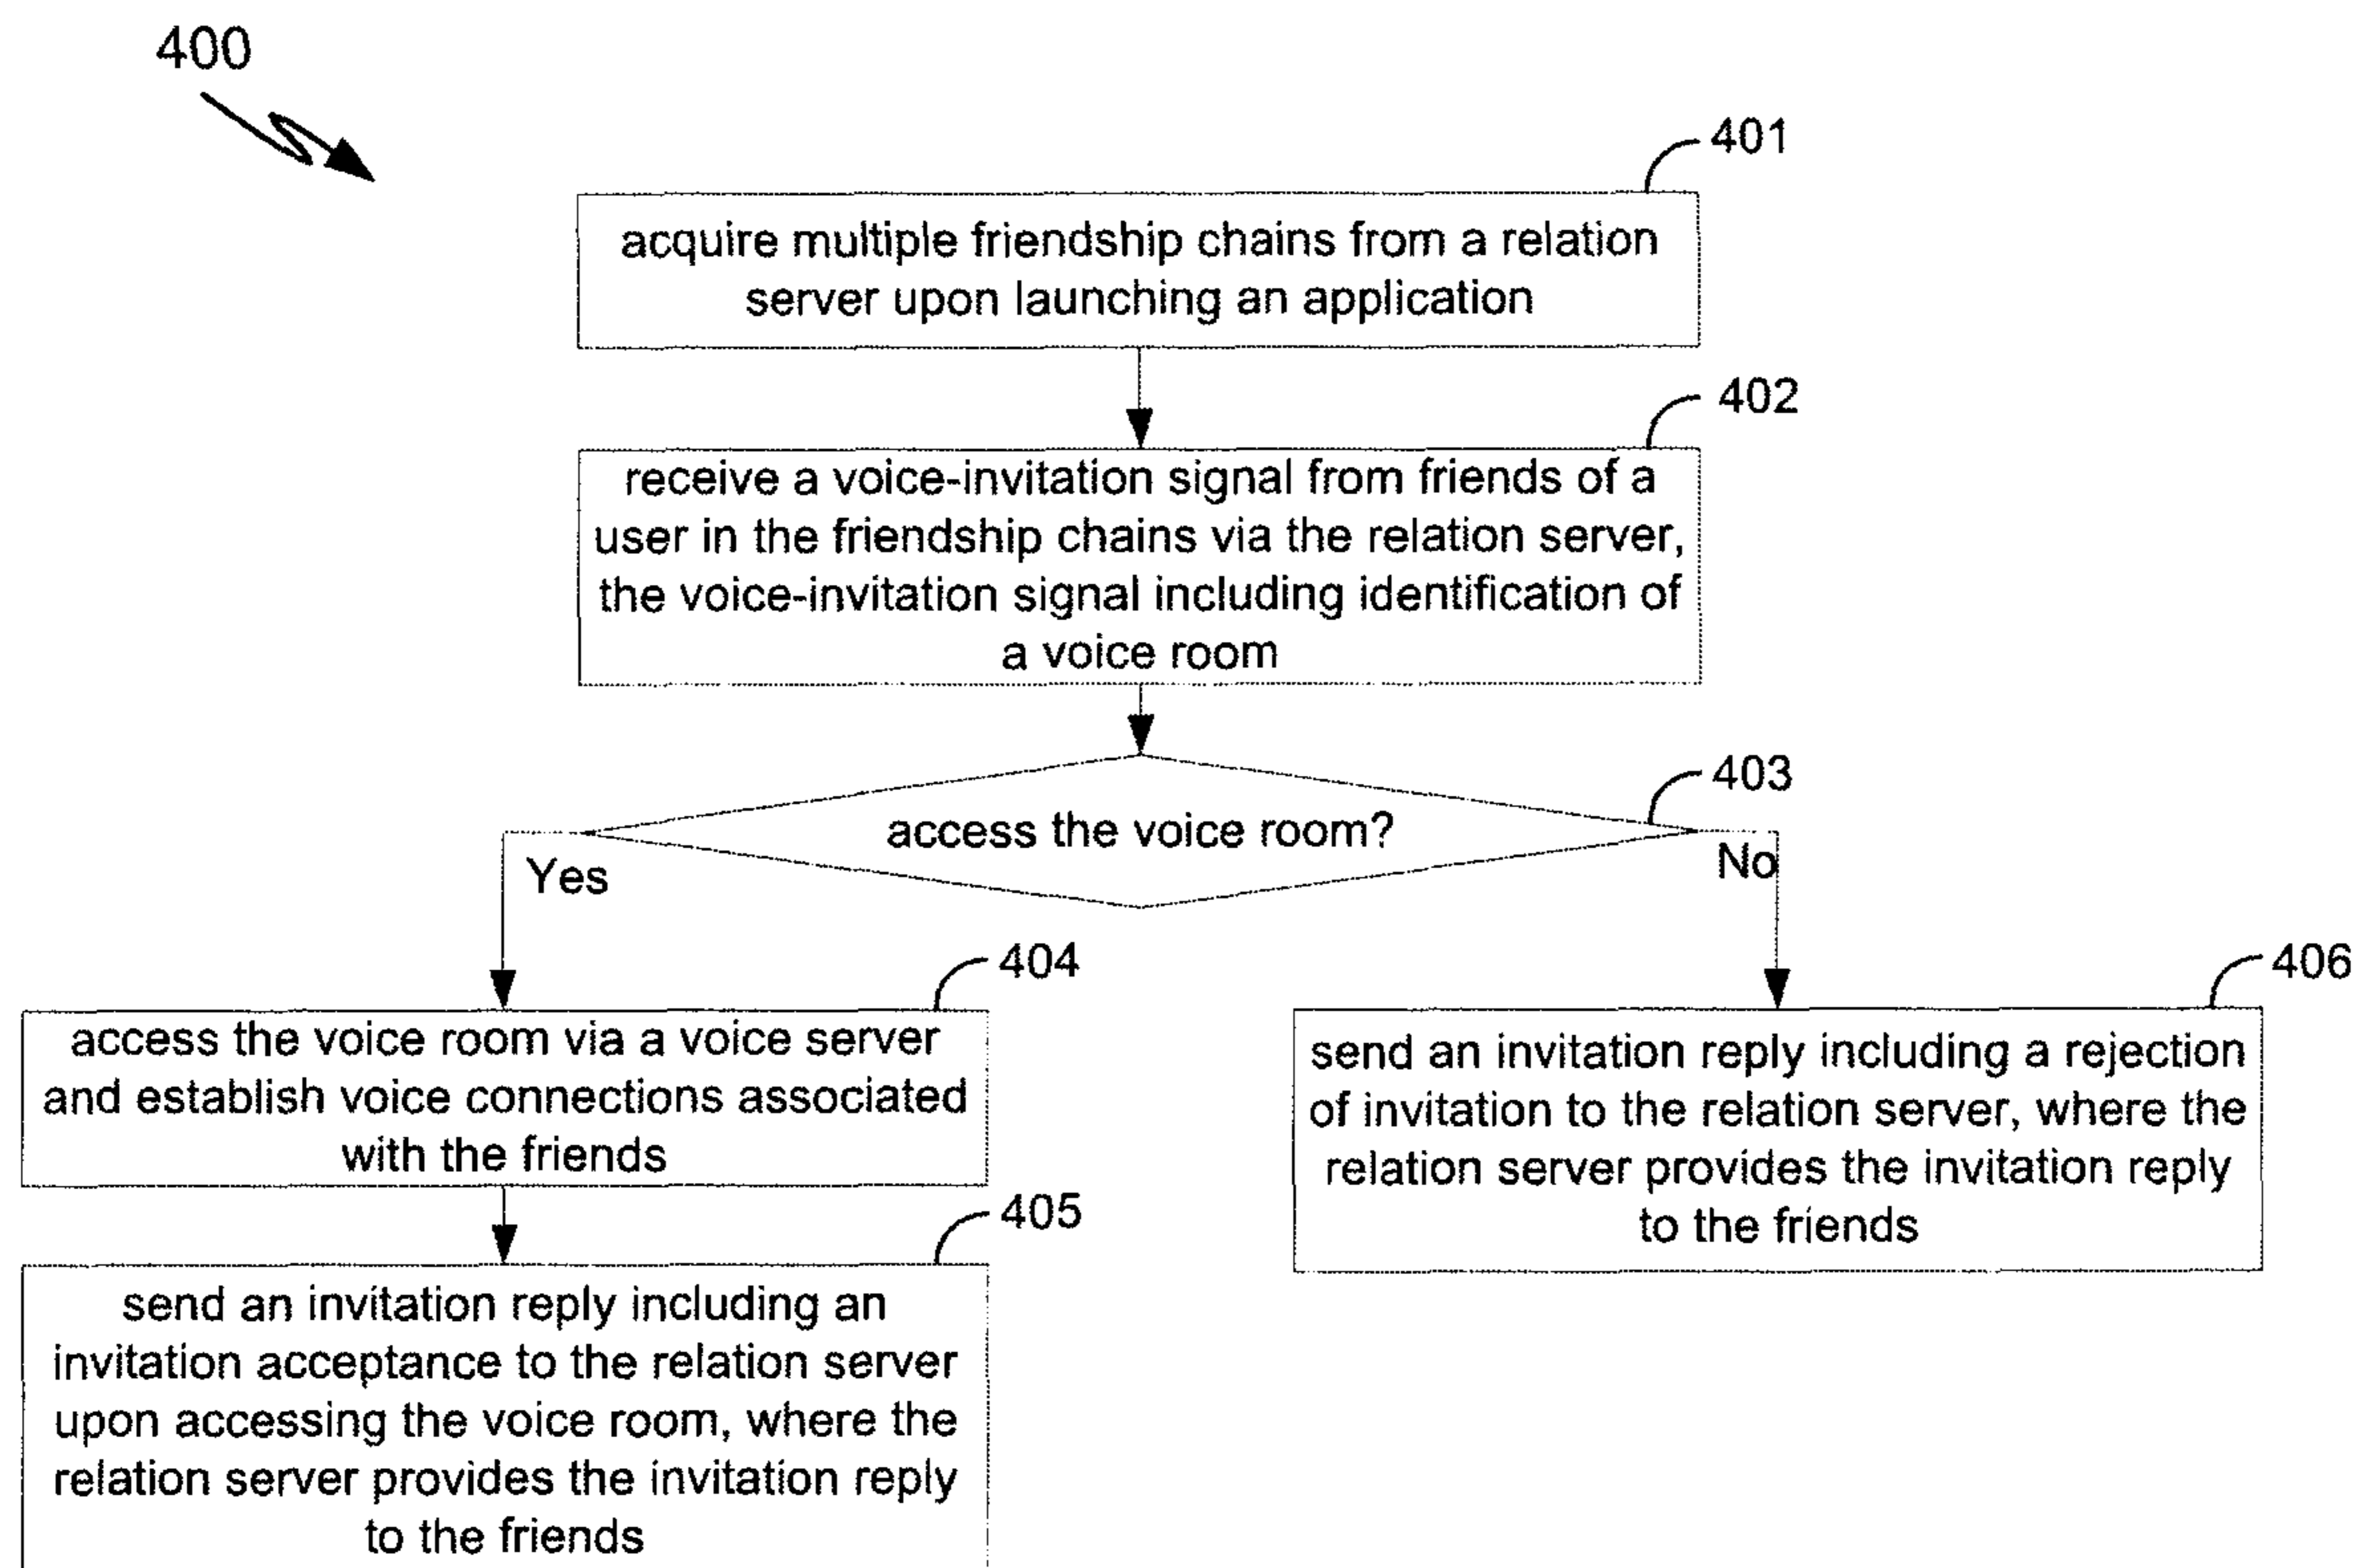 400
401
acquire multiple friendship chains from a relation
server upon launching an application
402
receive a voice-invitation signal from friends of a
user in the friendship chains via the relation server,
the voice-invitation signal including identification of
a voice room
403
access the voice room?
Yes
No
404
access the voice room via a voice server
and establish voice connections associated
with the friends
406
send an invitation reply including a rejection
of invitation to the relation server, where the
relation server provides the invitation reply
to the friends
405
send an invitation reply including an
invitation acceptance to the relation server
upon accessing the voice room, where the
relation server provides the invitation reply
to the friends